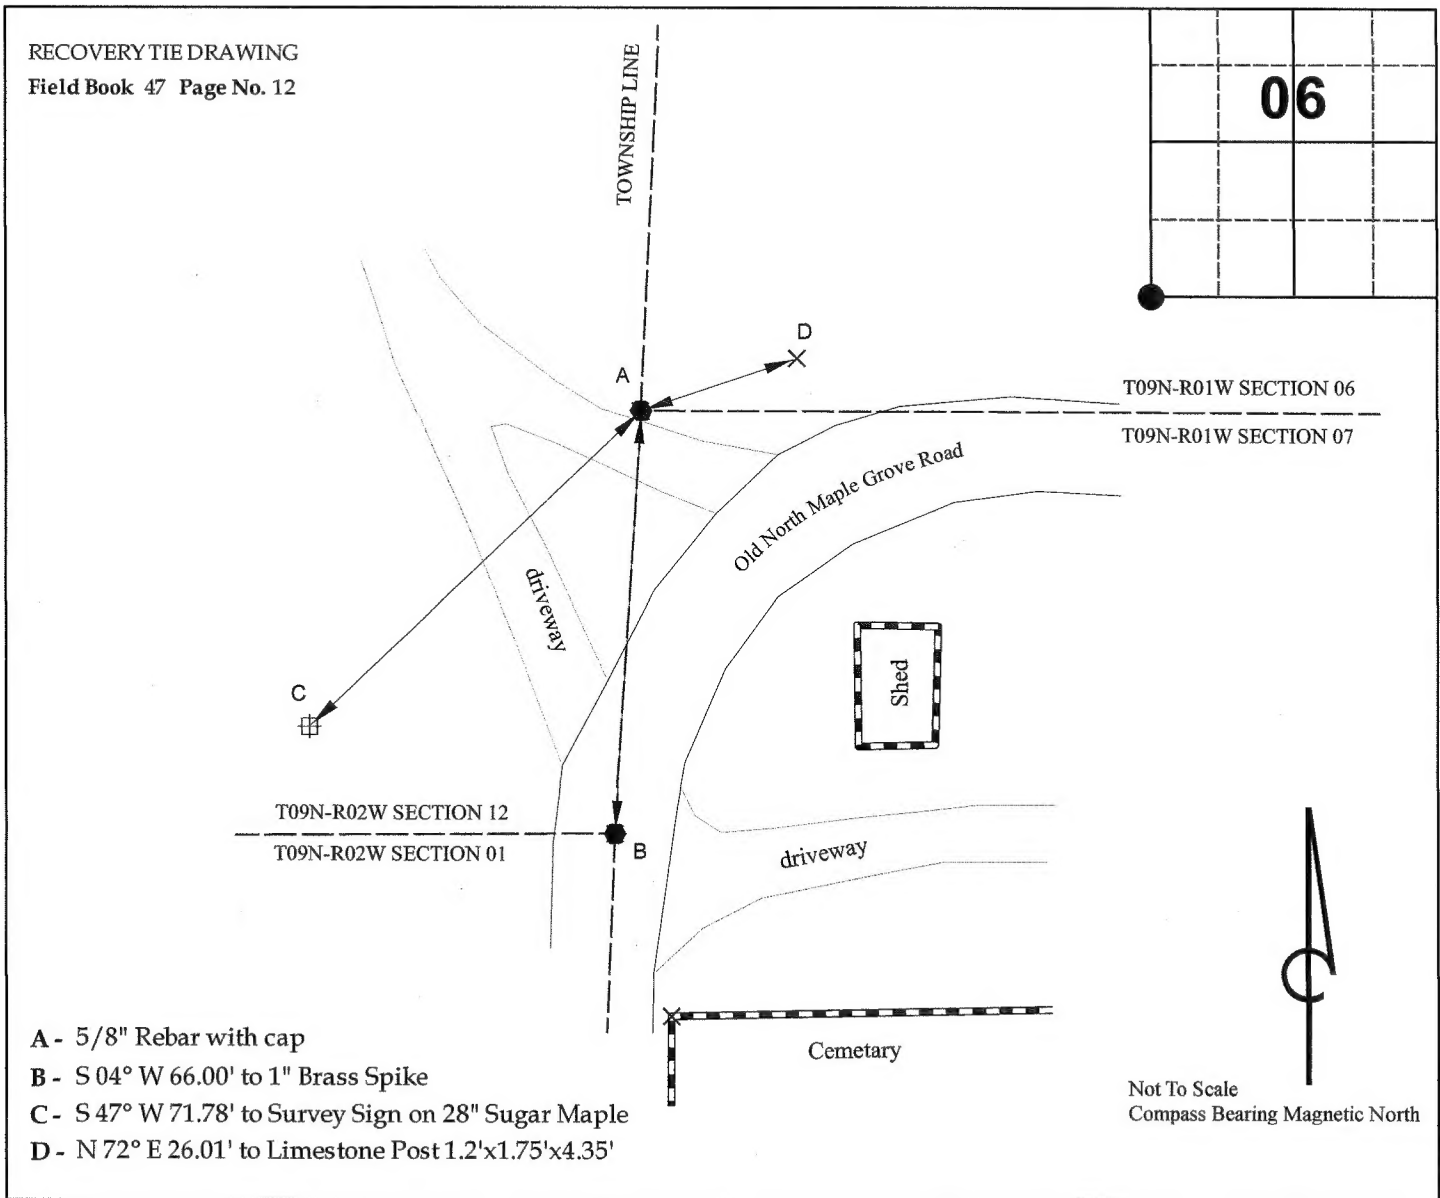 RECOVERY TIE DRAWING
Field Book 47 Page No. 12
TOWNSHIP LINE
06
D
A
T09N-R01W SECTION 06
T09N-R01W SECTION 07
Old North Maple Grove Road
driveway
Shed
C
T09N-R02W SECTION 12
T09N-R02W SECTION 01
B
driveway
Cemetary
A - 5/8" Rebar with cap
B - S 04° W 66.00' to 1" Brass Spike
C - S 47° W 71.78' to Survey Sign on 28" Sugar Maple
D - N 72° E 26.01' to Limestone Post 1.2'x1.75'x4.35'
Not To Scale
Compass Bearing Magnetic North